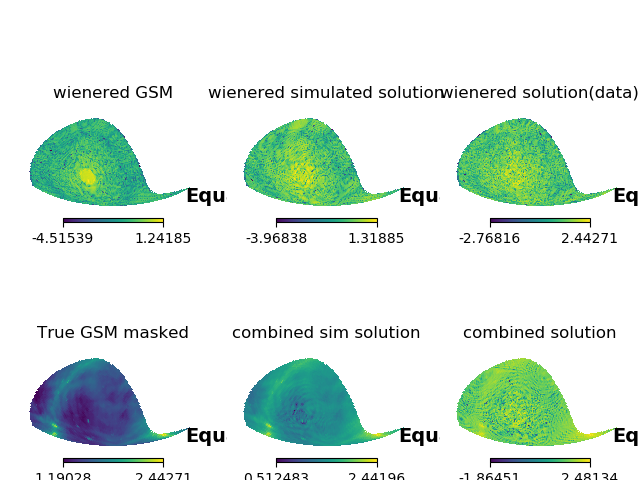 wienered GSM
wienered simulated solution
wienered solution(data)
Equ
Equ
Eq
-4.51539
1.24185
-3.96838
1.31885
-2.76816
2.44271
True GSM masked
combined sim solution
combined solution
Equ
Equ
Eq
1.19028
2.44271
0.512483
2.44196
-1.86451
2.48134